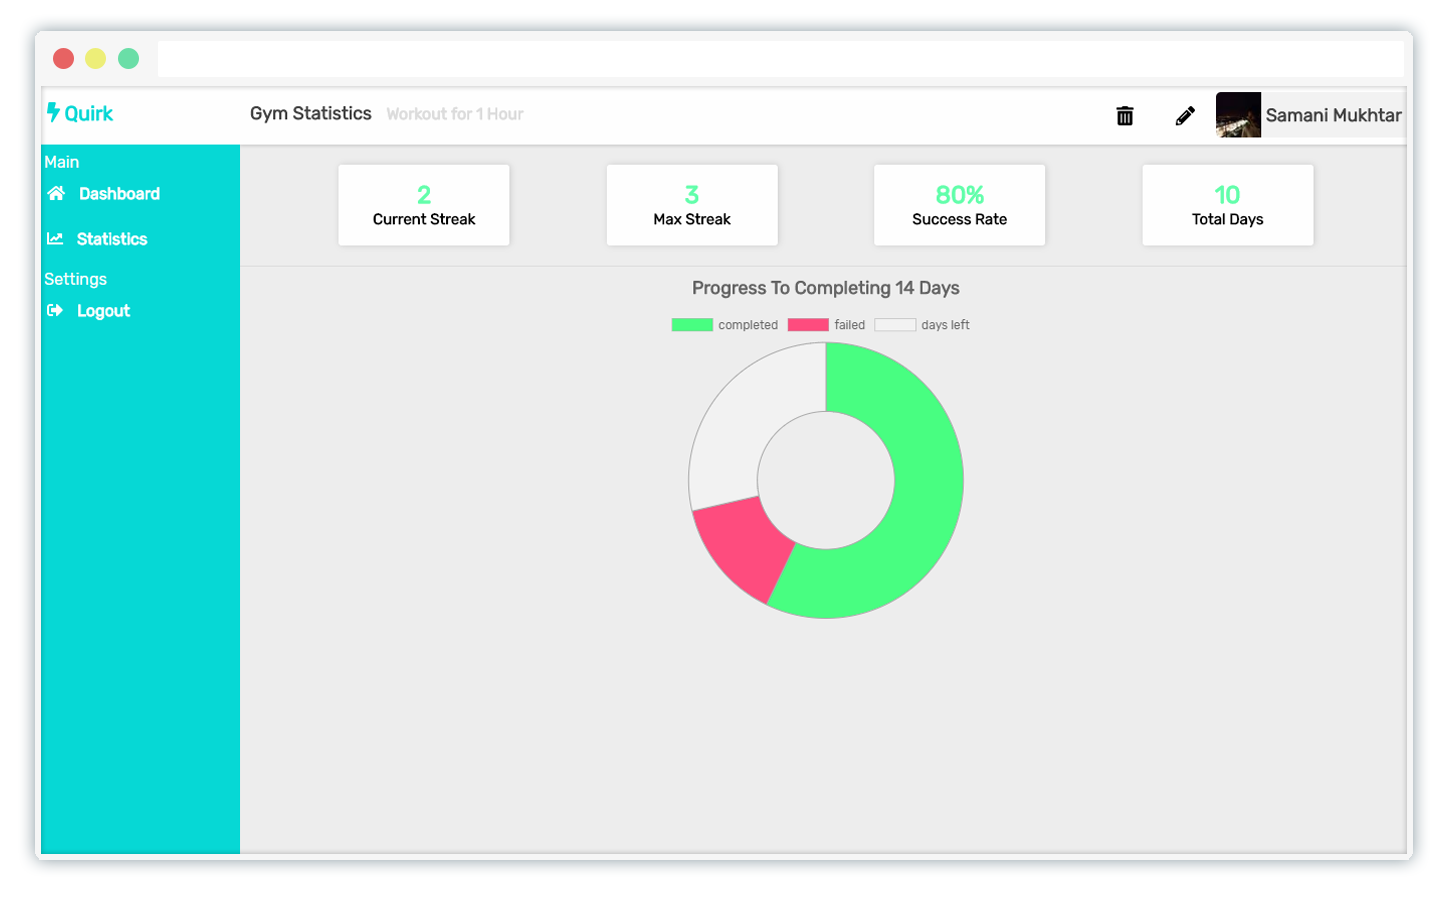 Quirk
Gym Statistics Workout for 1 Hour
Samani Mukhtar
Main
Dashboard
Statistics
Settings
Logout
2
Current Streak
3
Max Streak
80%
Success Rate
10
Total Days
Progress To Completing 14 Days
completed failed days left